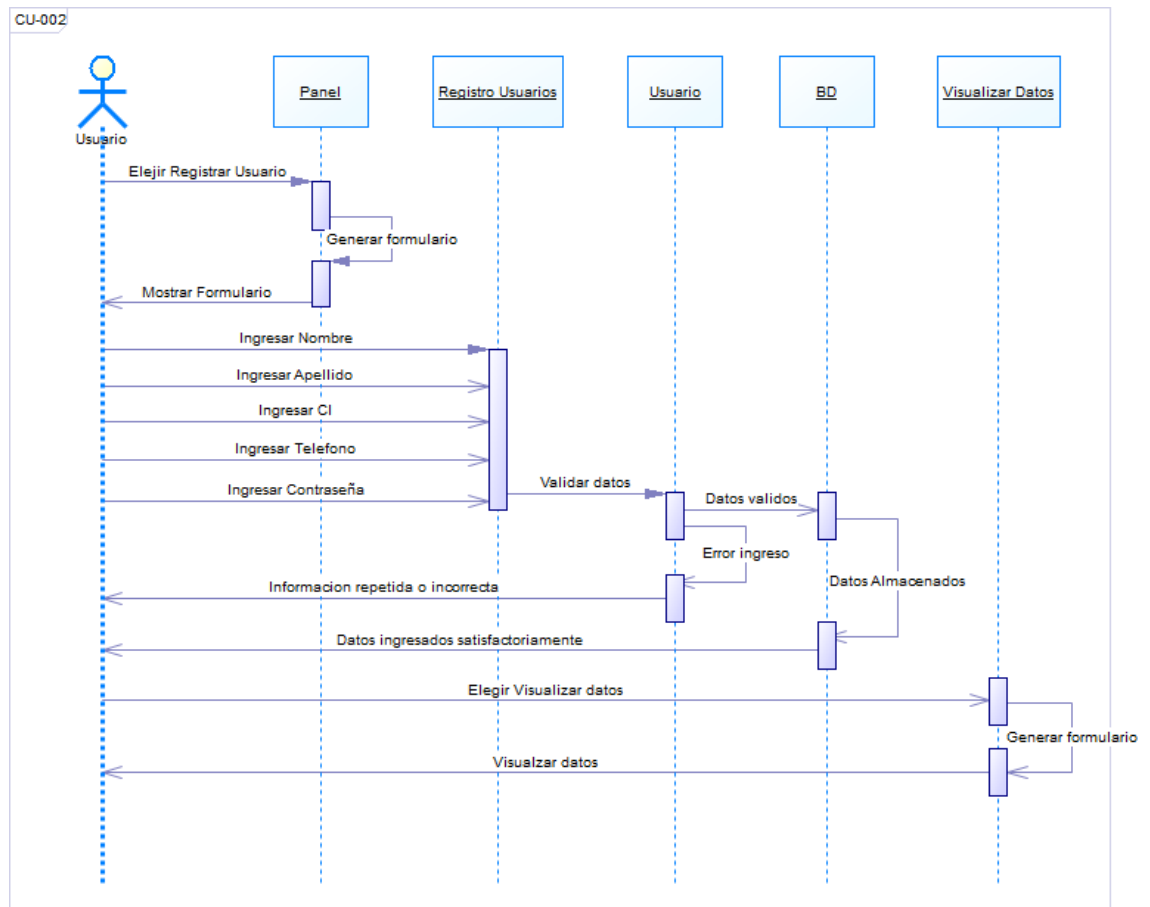 CU-002
Usuario
Panel
Registro Usuarios
Usuario
BD
Visualizar Datos
Elejir Registrar Usuario
Generar formulario
Mostrar Formulario
Ingresar Nombre
Ingresar Apellido
Ingresar CI
Ingresar Telefono
Validar datos
Ingresar Contraseña
Datos validos
Error ingreso
Datos Almacenados
Informacion repetida o incorrecta
Datos ingresados satisfactoriamente
Elegir Visualizar datos
Generar formulario
Visualzar datos